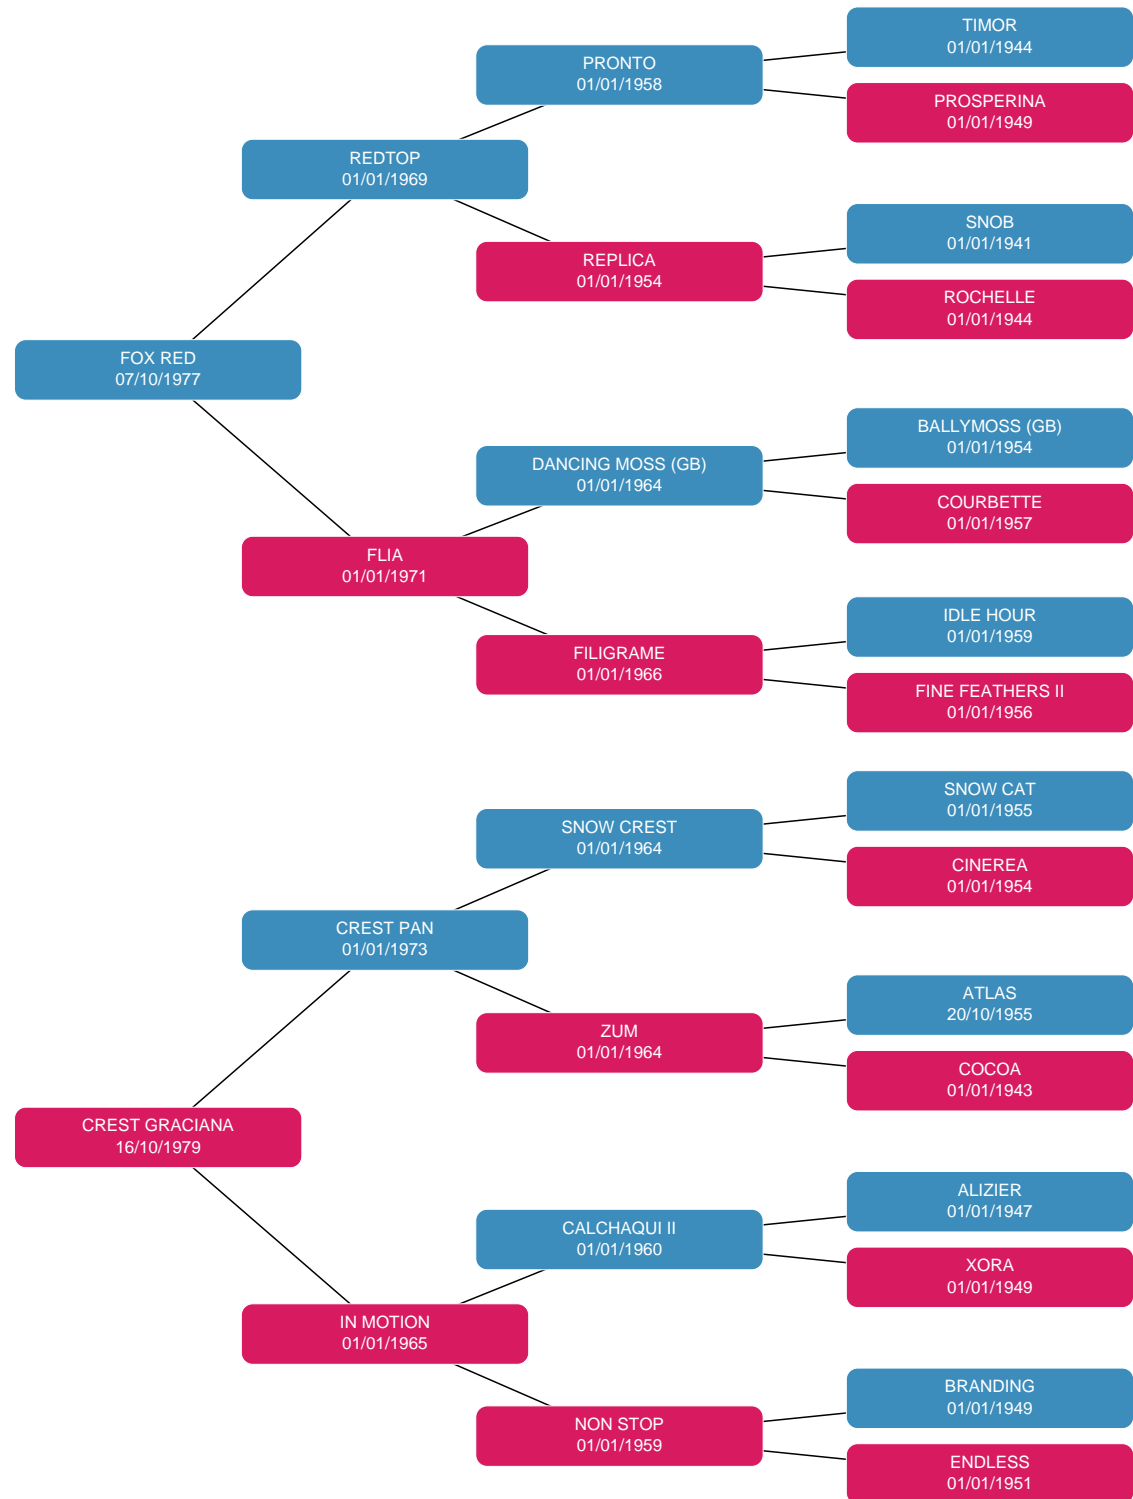 TIMOR
01/01/1944
PRONTO
01/01/1958
PROSPERINA
01/01/1949
REDTOP
01/01/1969
SNOB
01/01/1941
REPLICA
01/01/1954
ROCHELLE
01/01/1944
FOX RED
07/10/1977
BALLYMOSS (GB)
01/01/1954
DANCING MOSS (GB)
01/01/1964
COURBETTE
01/01/1957
FLIA
01/01/1971
IDLE HOUR
01/01/1959
FILIGRAME
01/01/1966
FINE FEATHERS II
01/01/1956
SNOW CAT
01/01/1955
SNOW CREST
01/01/1964
CINEREA
01/01/1954
CREST PAN
01/01/1973
ATLAS
20/10/1955
ZUM
01/01/1964
COCOA
01/01/1943
CREST GRACIANA
16/10/1979
ALIZIER
01/01/1947
CALCHAQUI II
01/01/1960
XORA
01/01/1949
IN MOTION
01/01/1965
BRANDING
01/01/1949
NON STOP
01/01/1959
ENDLESS
01/01/1951